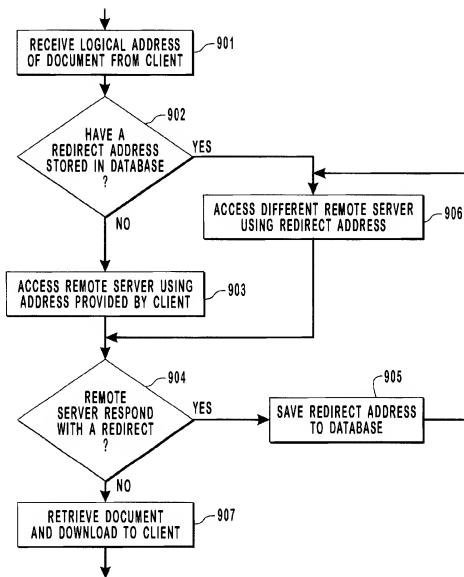 RECEIVE LOGICAL ADDRESS
OF DOCUMENT FROM CLIENT
901
902
HAVE A
REDIRECT ADDRESS
STORED IN DATABASE
?
YES
NO
ACCESS DIFFERENT REMOTE SERVER
USING REDIRECT ADDRESS
906
ACCESS REMOTE SERVER USING
ADDRESS PROVIDED BY CLIENT
903
904
REMOTE
SERVER RESPOND
WITH A REDIRECT
?
YES
NO
905
SAVE REDIRECT ADDRESS
TO DATABASE
RETRIEVE DOCUMENT
AND DOWNLOAD TO CLIENT
907